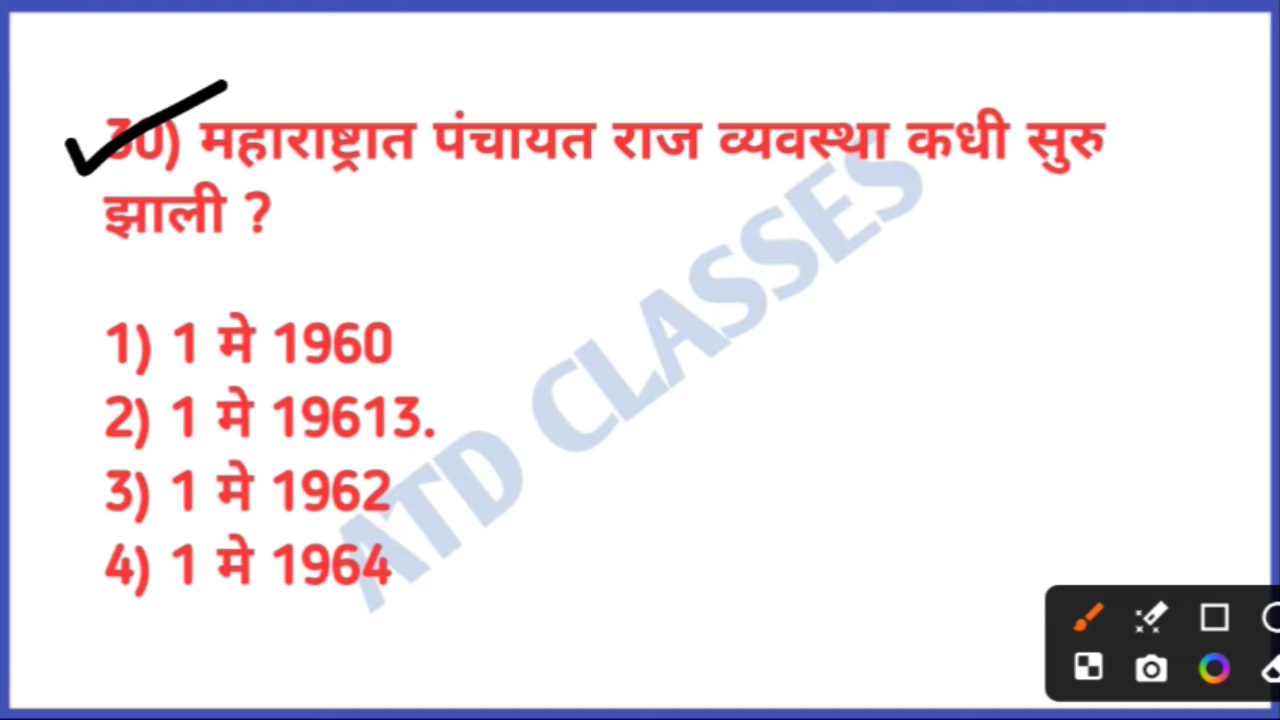 30) महाराष्ट्रात पंचायत राज व्यवस्था कधी सुरु
झाली ?
1) 1 मे 1960
2) 1 मे 19613.
3) 1 मे 1962
4) 1 मे 1964
ATD CLASSES